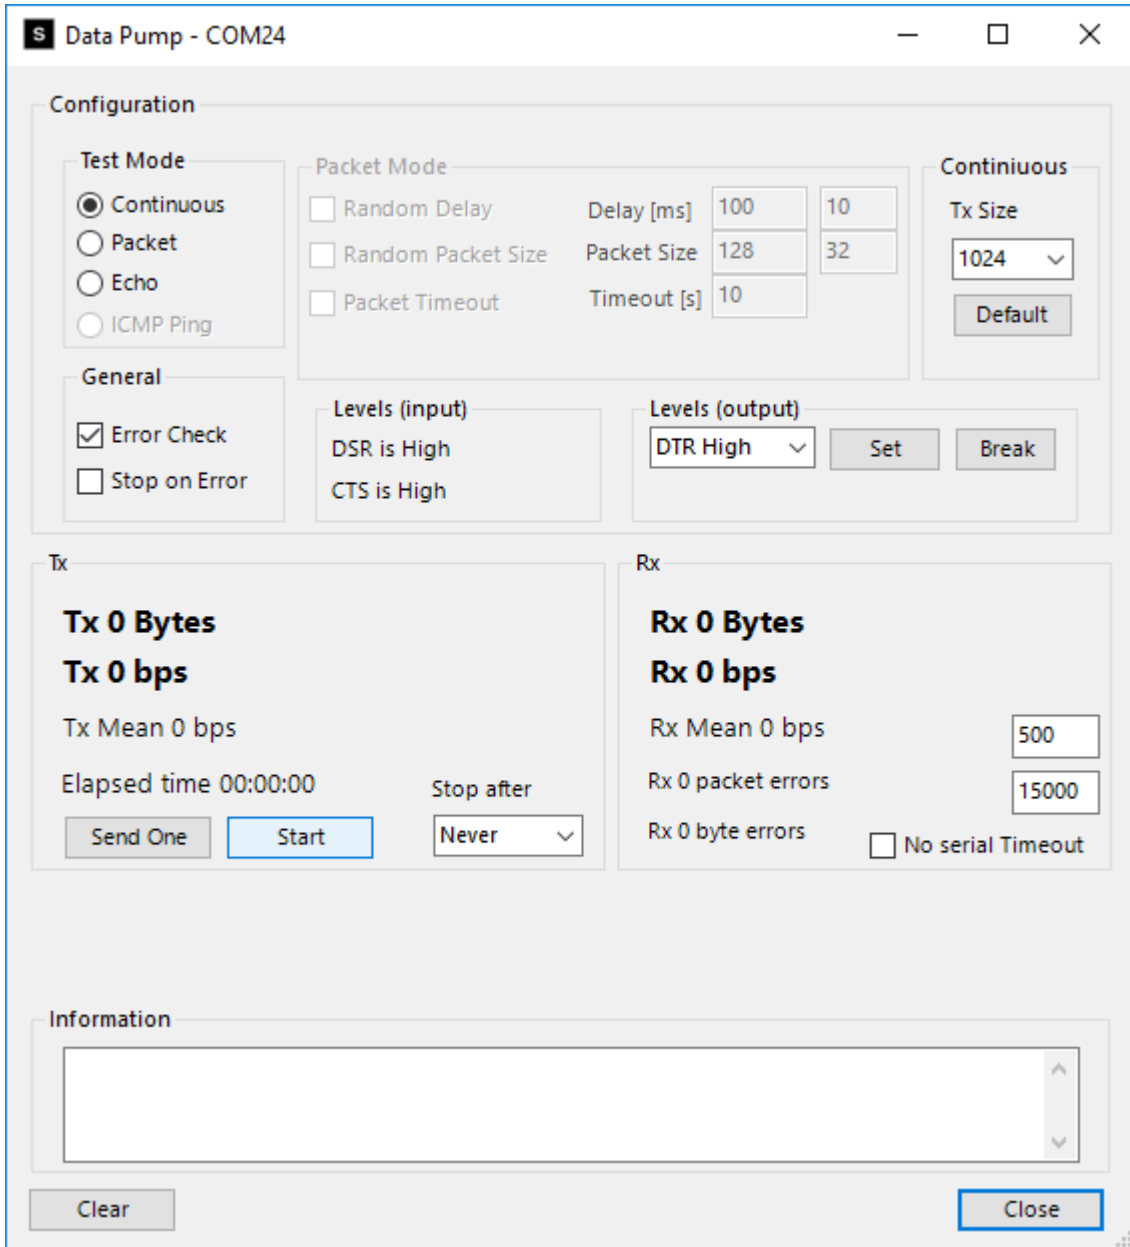 S Data Pump - COM24
Configuration
Test Mode
Continuous
Packet
Echo
ICMP Ping
Packet Mode
Random Delay
Delay [ms] 100 10
Random Packet Size
Packet Size 128 32
Packet Timeout
Timeout [s] 10
Continiuous
Tx Size
1024
Default
General
Error Check
Stop on Error
Levels (input)
DSR is High
CTS is High
Levels (output)
DTR High Set Break
Tx
Tx 0 Bytes
Tx 0 bps
Tx Mean 0 bps
Elapsed time 00:00:00
Stop after
Send One Start Never
Rx
Rx 0 Bytes
Rx 0 bps
Rx Mean 0 bps 500
Rx 0 packet errors 15000
Rx 0 byte errors
No serial Timeout
Information
Clear Close